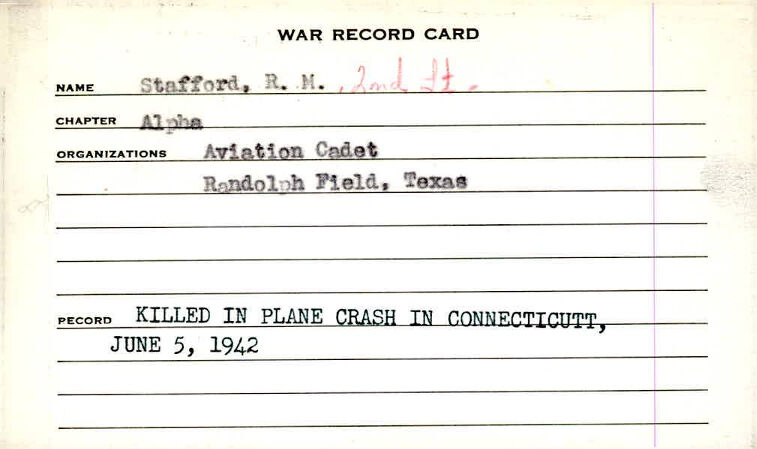 WAR RECORD CARD
NAME Stafford, R. M. , 2nd Lt.
CHAPTER Alpha
ORGANIZATIONS Aviation Cadet
Randolph Field, Texas
RECORD KILLED IN PLANE CRASH IN CONNECTICUTT,
JUNE 5, 1942